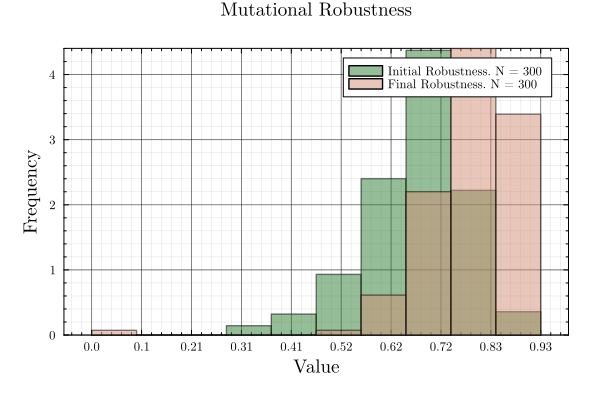 Mutational Robustness
Initial Robustness. N = 300
Final Robustness. N = 300
4
3
2
1
0
Frequency
0.0 0.1 0.21 0.31 0.41 0.52 0.62 0.72 0.83 0.93
Value